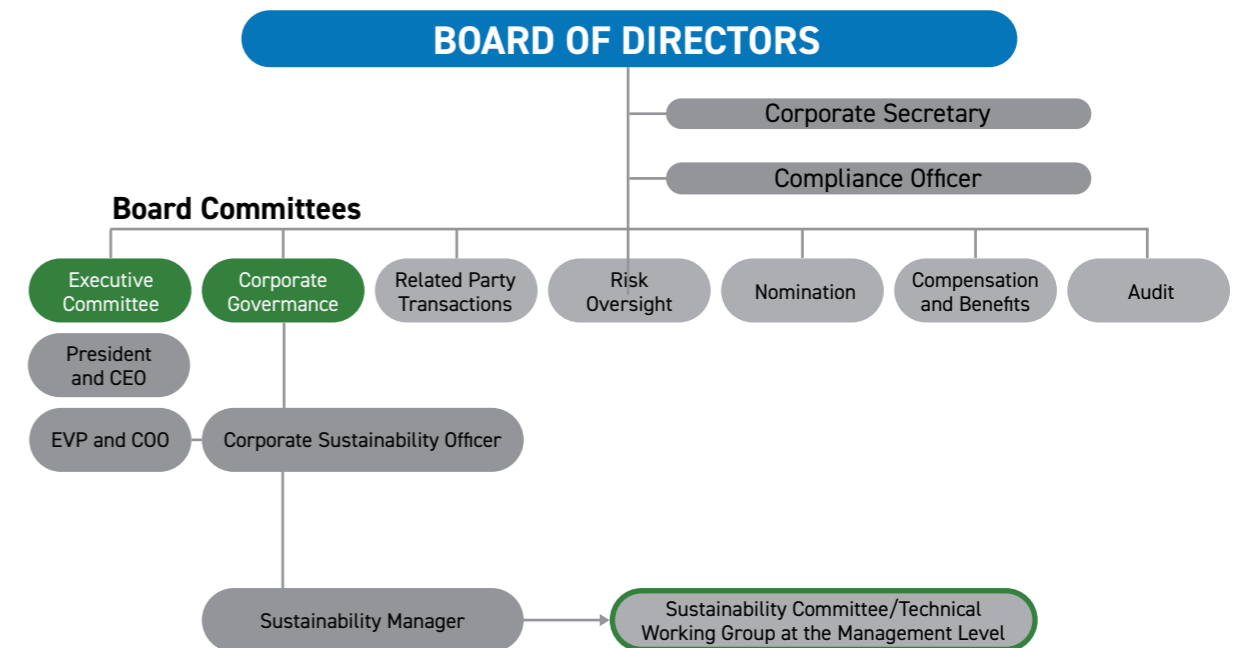 BOARD OF DIRECTORS
Corporate Secretary
Compliance Officer
Board Committees
Executive
Committee
Corporate
Governance
Related Party
Transactions
Risk
Oversight
Nomination
Compensation
and Benefits
Audit
President
and CEO
EVP and COO
Corporate Sustainability Officer
Sustainability Manager
Sustainability Committee/Technical
Working Group at the Management Level